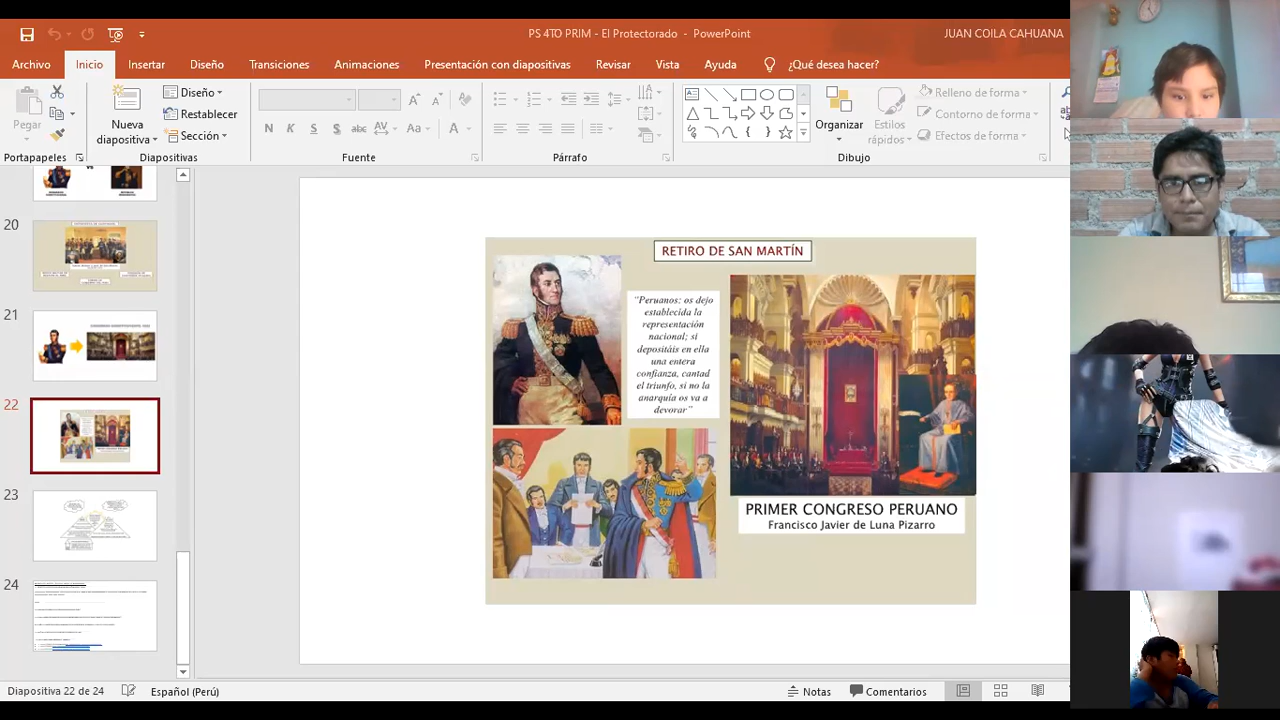 PS 4TO PRIM - El Protectorado - PowerPoint
JUAN COILA CAHUANA
Archivo
Inicio
Insertar
Diseño
Transiciones
Animaciones
Presentación con diapositivas
Revisar
Vista
Ayuda
¿Qué desea hacer?
Pegar
Portapapeles
Nueva
diapositiva
Diseño
Restablecer
Sección
Diapositivas
N
K
S
S
abc
AV
Aa
A
Fuente
Párrafo
Organizar
Estilos
rápidos
Relleno de forma
Contorno de forma
Efectos de forma
Dibujo
20
21
22
23
24
RETIRO DE SAN MARTÍN
"Peruanos: os dejo
establecida la
representación
nacional; si
depositáis en ella
una entera
confianza, cantad
el triunfo, si no la
anarquía os va a
devorar"
PRIMER CONGRESO PERUANO
Francisco Javier de Luna Pizarro
Diapositiva 22 de 24
Español (Perú)
Notas
Comentarios